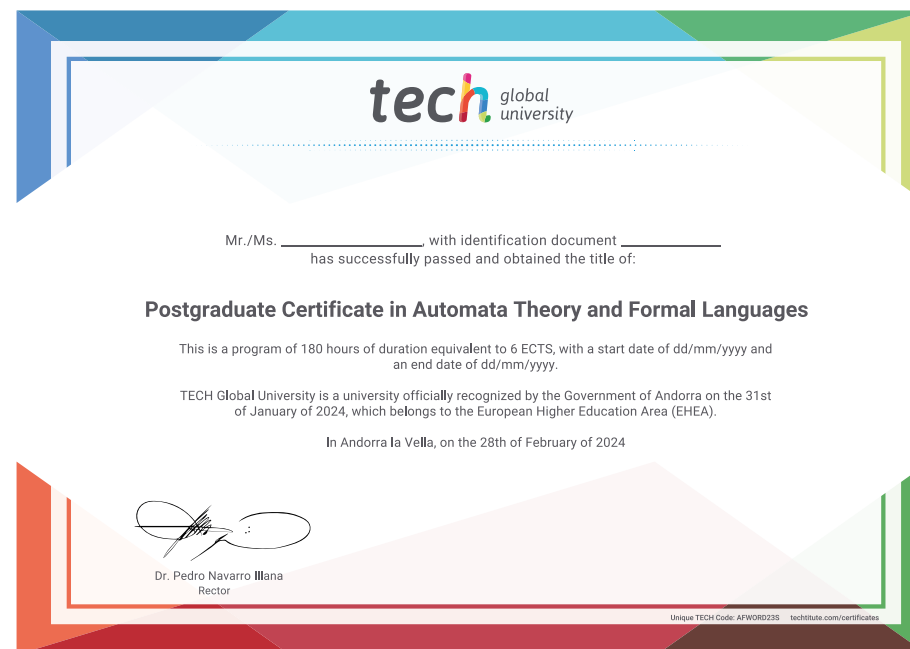 tech global university
Mr./Ms. ____________, with identification document ____________
has successfully passed and obtained the title of:
Postgraduate Certificate in Automata Theory and Formal Languages
This is a program of 180 hours of duration equivalent to 6 ECTS, with a start date of dd/mm/yyyy and
an end date of dd/mm/yyyy.
TECH Global University is a university officially recognized by the Government of Andorra on the 31st
of January of 2024, which belongs to the European Higher Education Area (EHEA).
In Andorra la Vella, on the 28th of February of 2024
Dr. Pedro Navarro Illana
Rector
Unique TECH Code: AFWORD23S techtitute.com/certificates